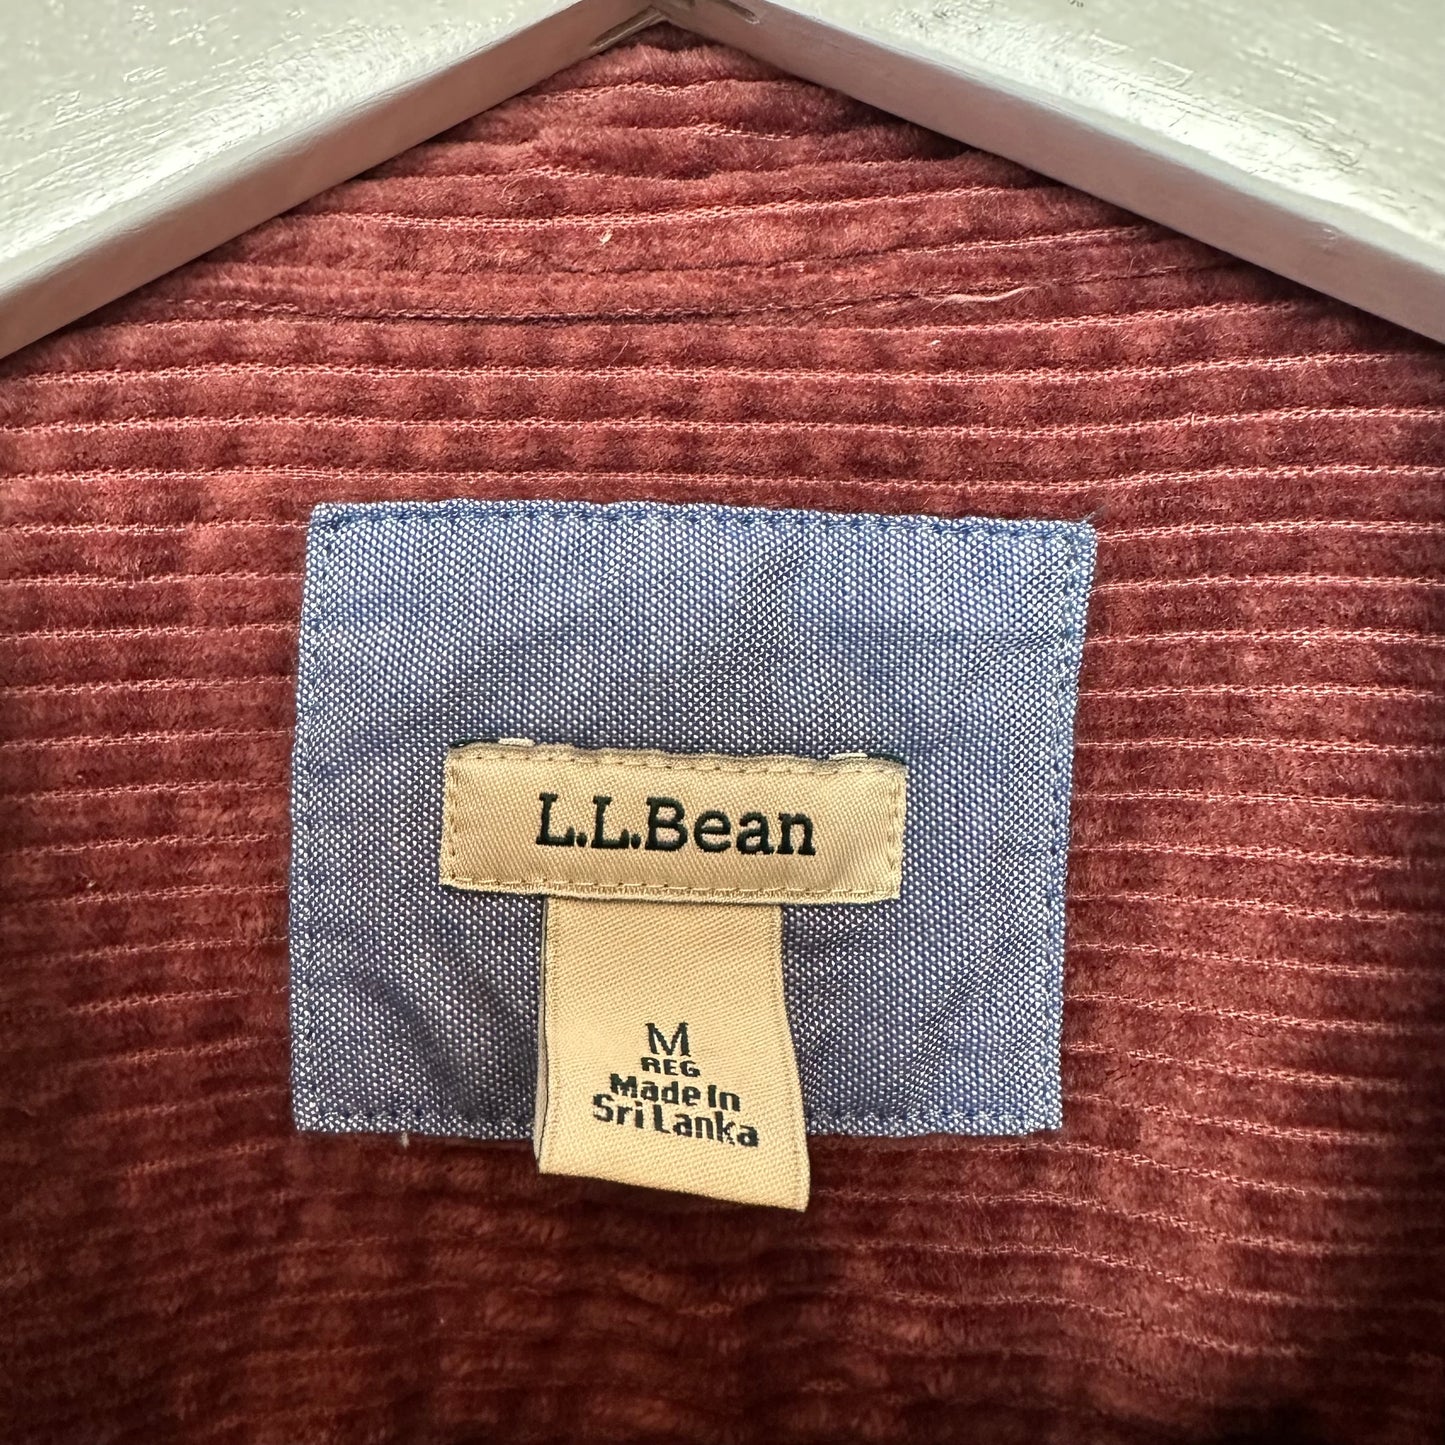 L.L.Bean
M
REG
Made In
Sri Lanka